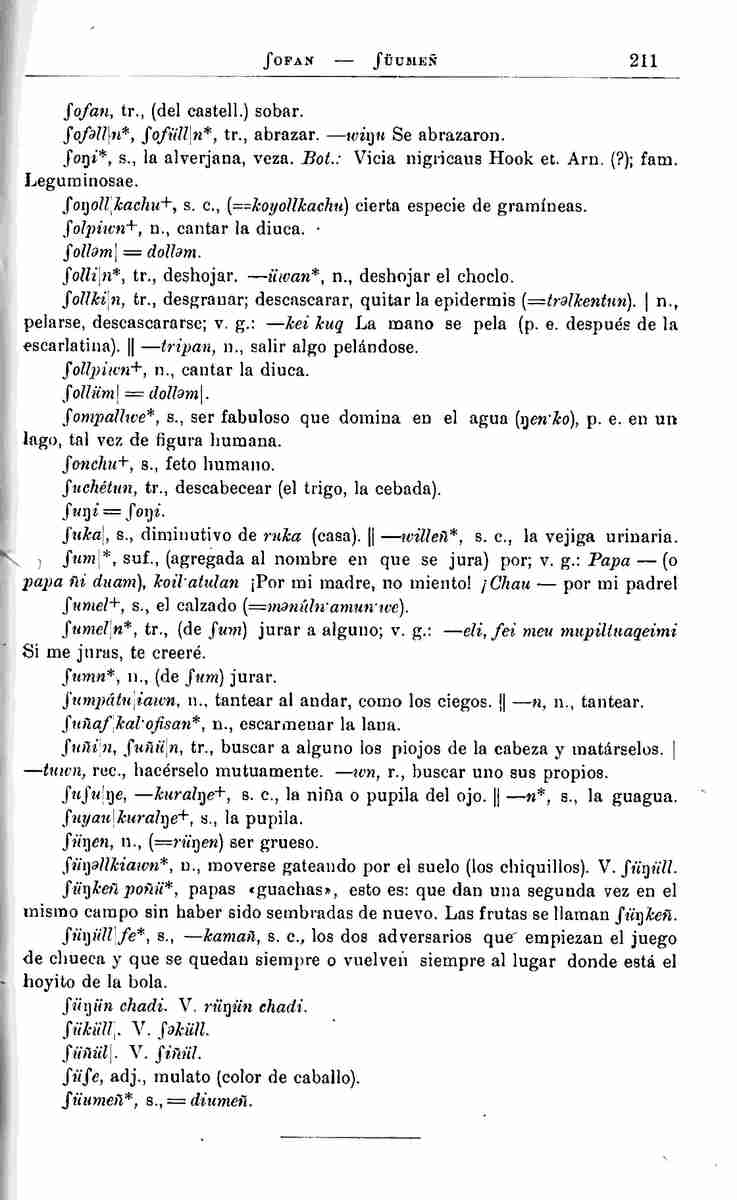 ʃOFAN — ʃÜUMEÑ 211
ʃofan, tr., (del castell.) sobar.
ʃofəll|n*, ʃofüll|n*, tr., abrazar. —wiŋu Se abrazaron.
ʃoŋi*, s., la alverjana, veza. Bot.: Vicia nigricans Hook et. Arn. (?); fam.
Leguminosae.
ʃoŋoll|kachu+, s. c., (==koyollkachu) cierta especie de gramíneas.
ʃolpiwn+, n., cantar la diuca.
ʃolləm| = dolləm.
ʃolli|n*, tr., deshojar. —üwan*, n., deshojar el choclo.
ʃollki|n, tr., desgranar; descascarar, quitar la epidermis (=trəlkentun). | n.,
pelarse, descascararse; v. g.: —kei kuq La mano se pela (p. e. después de la
escarlatina). || —tripan, n., salir algo pelándose.
ʃollpiwn+, n., cantar la diuca.
ʃollüm| = dolləm|.
ʃompallwe*, s., ser fabuloso que domina en el agua (ŋen·ko), p. e. en un
lago, tal vez de figura humana.
ʃonchu+, s., feto humano.
ʃuchétun, tr., descabecear (el trigo, la cebada).
ʃuŋi = ʃoŋi.
ʃuka|, s., diminutivo de ruka (casa). || —willeñ*, s. c., la vejiga urinaria.
ʃum|*, suf., (agregada al nombre en que se jura) por; v. g.: Papa — (o
papa ñi duam), koil·atulan ¡Por mi madre, no miento! ¡Chau — por mi padre!
ʃumel+, s., el calzado (=mənúln·amun·we).
ʃumel|n*, tr., (de ʃum) jurar a alguno; v. g.: —eli, fei meu mupiltuaqeimi
Si me juras, te creeré.
ʃumn*, n., (de ʃum) jurar.
ʃumpátu|iawn, n., tantear al andar, como los ciegos. || —n, n., tantear.
ʃuñaf|kal·ofisan*, n., escarmenar la lana.
ʃuñi|n, ʃuñü|n, tr., buscar a alguno los piojos de la cabeza y matárselos. |
—tuwn, rec., hacérselo mutuamente. —wn, r., buscar uno sus propios.
ʃuʃu|ŋe, —kuralŋe+, s. c., la niña o pupila del ojo. || —n*, s., la guagua.
ʃuyau|kuralŋe+, s., la pupila.
ʃüŋen, n., (=rüŋen) ser grueso.
ʃüŋəllkiawn*, n., moverse gateando por el suelo (los chiquillos). V. ʃüŋüll.
ʃüŋkeñ poñü*, papas «guachas», esto es: que dan una segunda vez en el
mismo campo sin haber sido sembradas de nuevo. Las frutas se llaman ʃüŋkeñ.
ʃüŋüll|fe*, s., —kamañ, s. c., los dos adversarios que empiezan el juego
de chueca y que se quedan siempre o vuelven siempre al lugar donde está el
hoyito de la bola.
ʃüŋün chadi. V. rüŋün chadi.
ʃüküll|. V. ʃəküll.
ʃüñül|. V. ʃiñül.
ʃüʃe, adj., mulato (color de caballo).
ʃüumeñ*, s., = diumeñ.